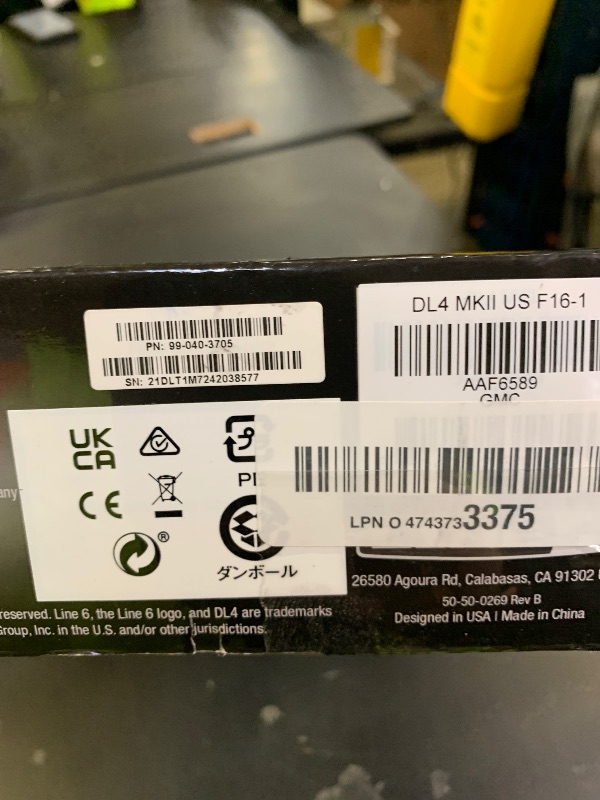 DL4 MKII US F16-1
PN: 99-040-3705
SN: 21DLT1M7242038577
AAF6589
GMC
UK
CA
CE
®
ダンボール
LPN O 4743733375
26580 Agoura Rd, Calabasas, CA 91302
50-50-0269 Rev B
Designed in USA | Made in China
any
reserved. Line 6, the Line 6 logo, and DL4 are trademarks
Group, Inc. in the U.S. and/or other jurisdictions.